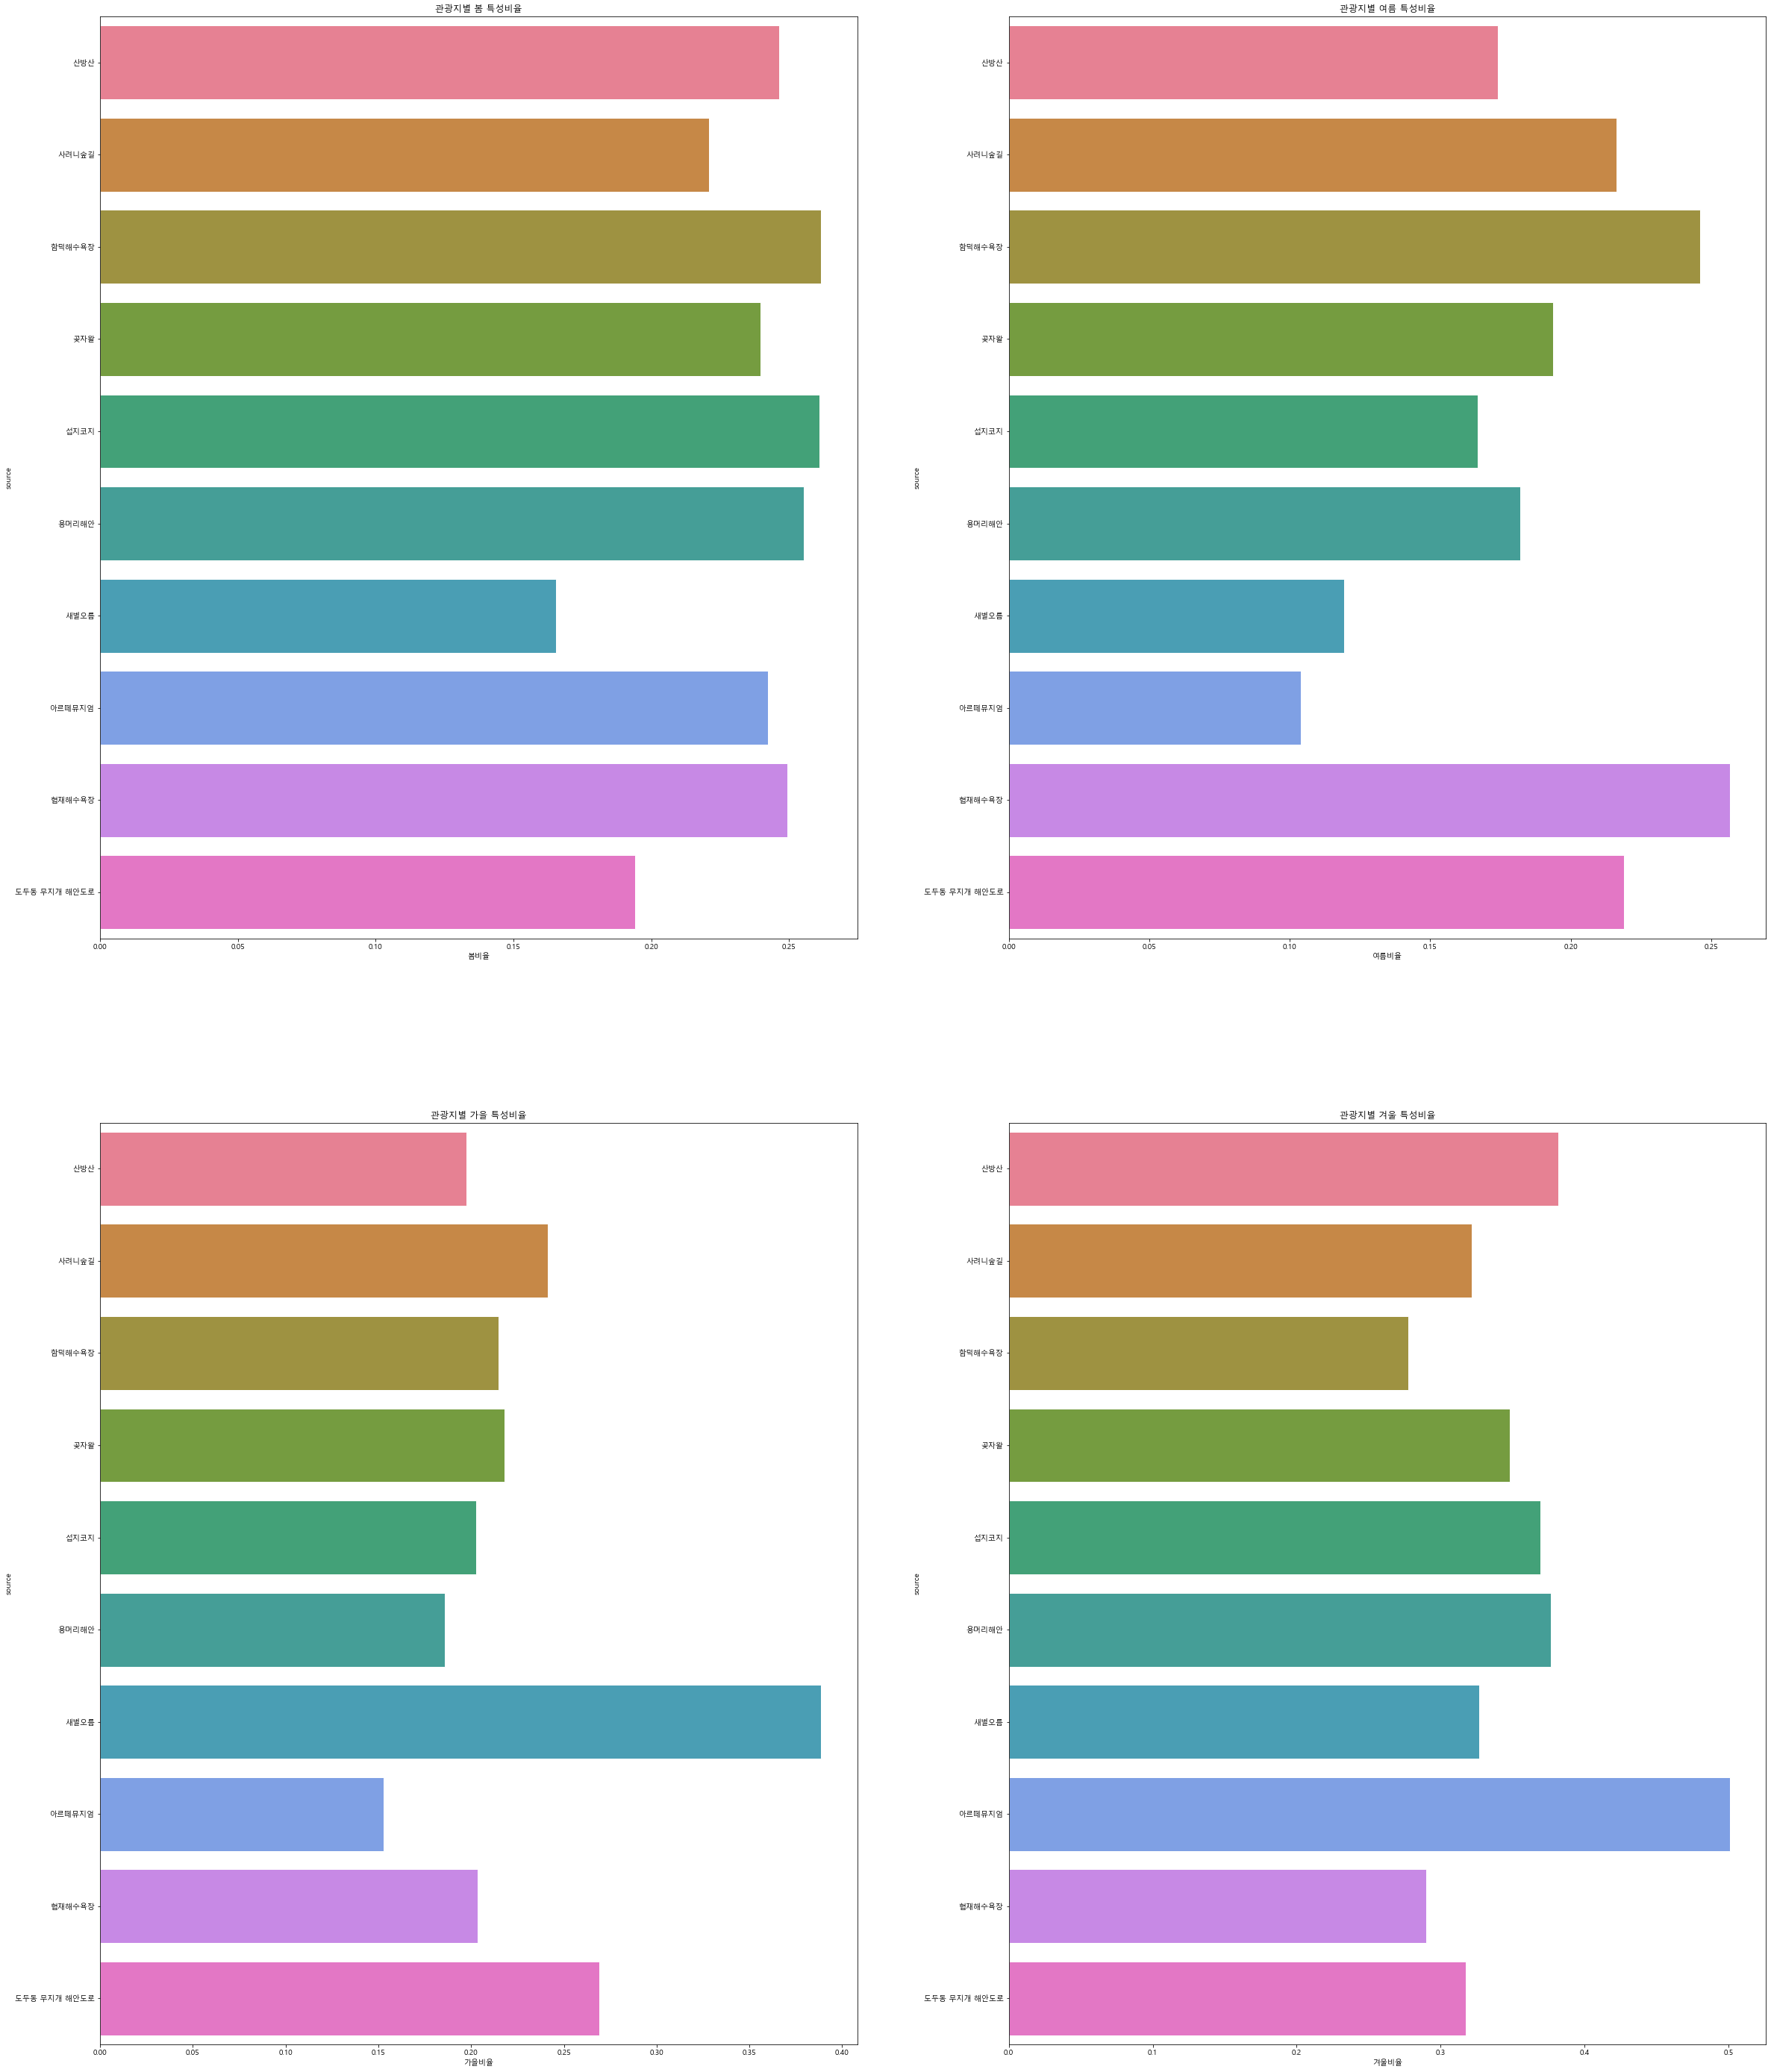 관광지별 봄 특성비율
산방산
사려니숲길
함덕해수욕장
곶자왈
섭지코지
용머리해안
새별오름
아르떼뮤지엄
협재해수욕장
도두동 무지개 해안도로
source
0.00 0.05 0.10 0.15 0.20 0.25
봄비율
관광지별 여름 특성비율
산방산
사려니숲길
함덕해수욕장
곶자왈
섭지코지
용머리해안
새별오름
아르떼뮤지엄
협재해수욕장
도두동 무지개 해안도로
source
0.00 0.05 0.10 0.15 0.20 0.25
여름비율
관광지별 가을 특성비율
산방산
사려니숲길
함덕해수욕장
곶자왈
섭지코지
용머리해안
새별오름
아르떼뮤지엄
협재해수욕장
도두동 무지개 해안도로
source
0.00 0.05 0.10 0.15 0.20 0.25 0.30 0.35 0.40
가을비율
관광지별 겨울 특성비율
산방산
사려니숲길
함덕해수욕장
곶자왈
섭지코지
용머리해안
새별오름
아르떼뮤지엄
협재해수욕장
도두동 무지개 해안도로
source
0.0 0.1 0.2 0.3 0.4 0.5
겨울비율